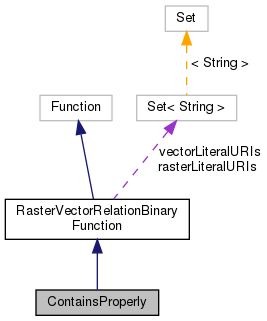 Set
< String >
Function
Set< String >
vectorLiteralURIs
rasterLiteralURIs
RasterVectorRelationBinary
Function
ContainsProperly